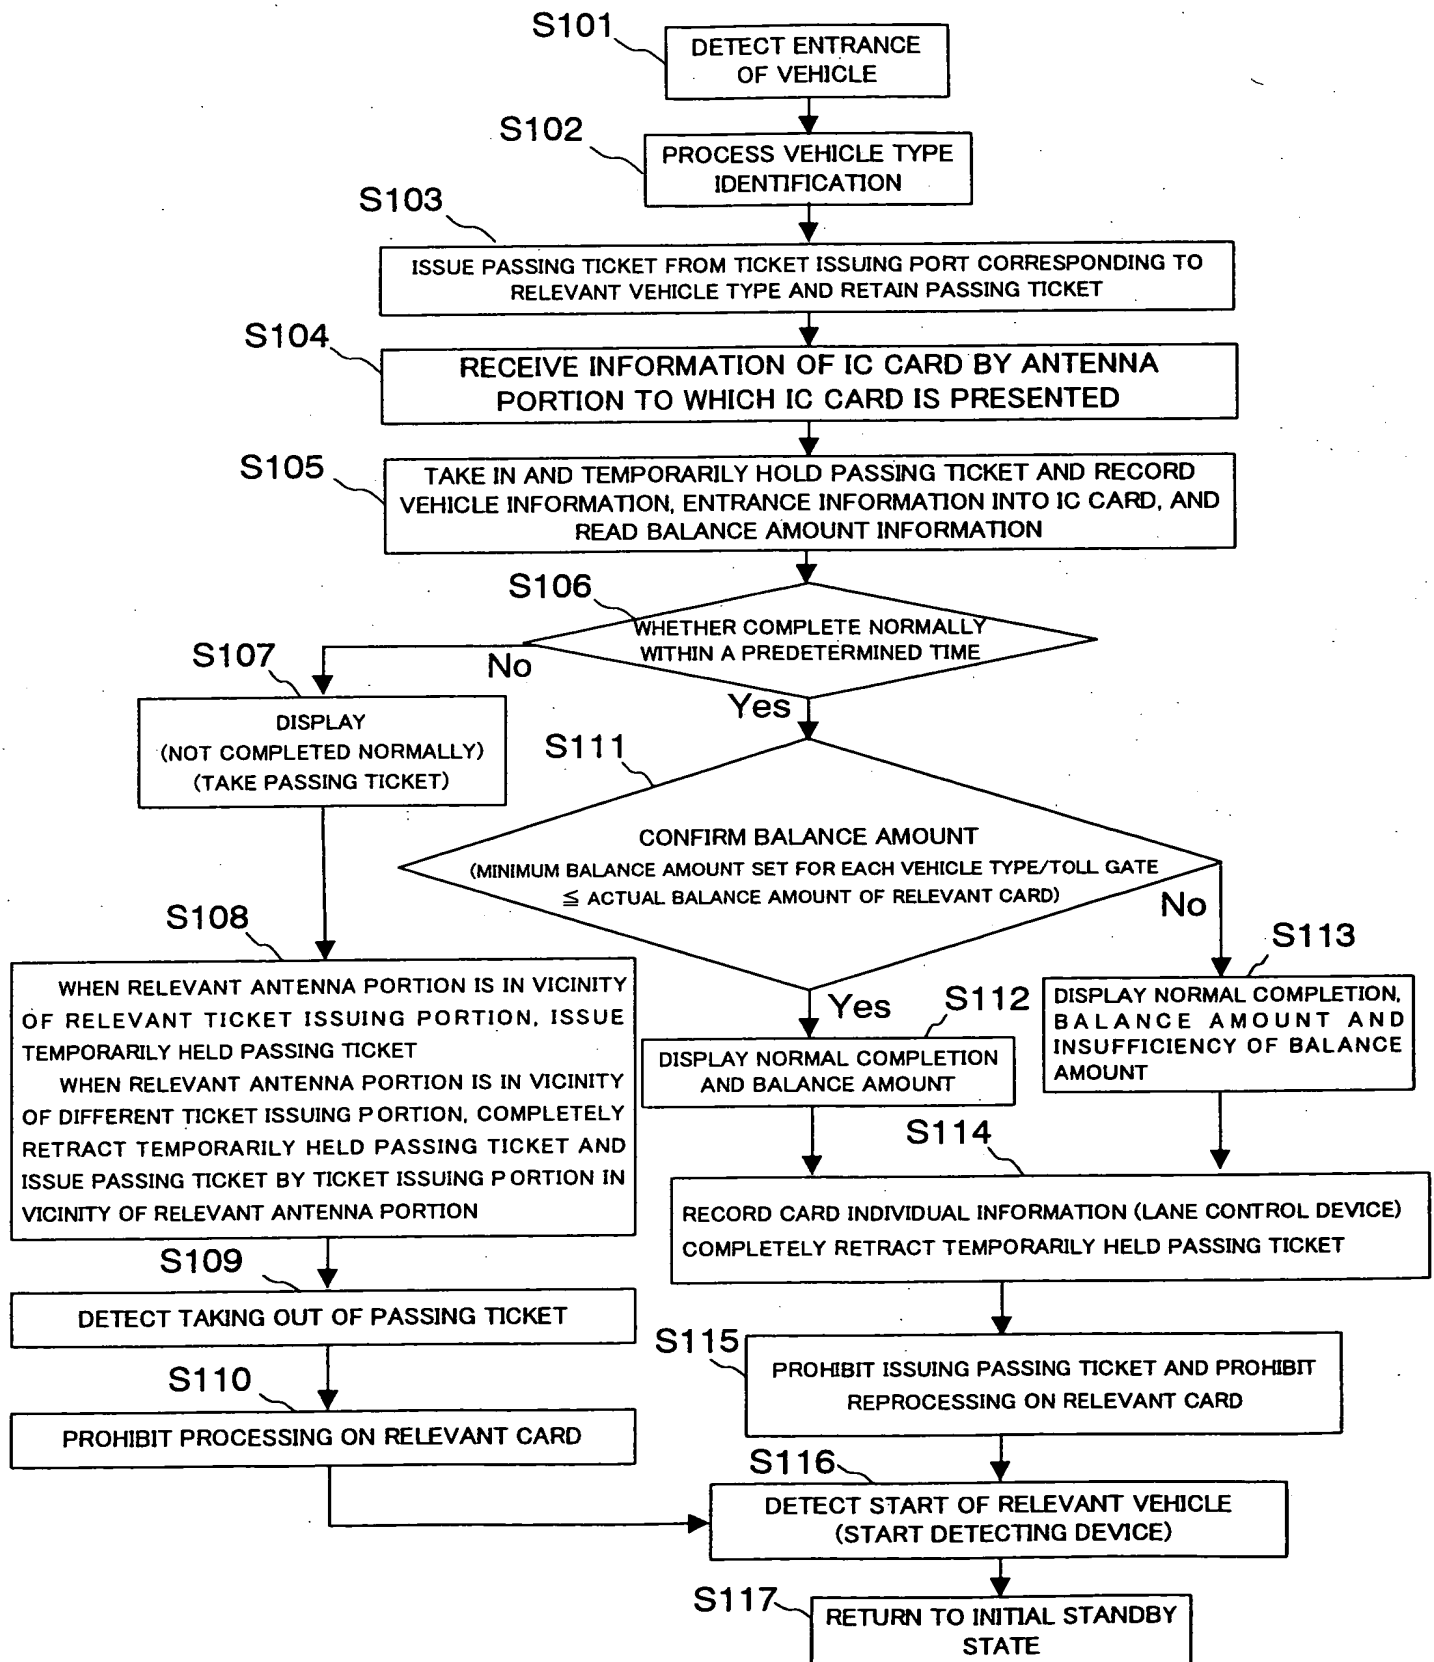 S101
DETECT ENTRANCE
OF VEHICLE
S102
PROCESS VEHICLE TYPE
IDENTIFICATION
S103
ISSUE PASSING TICKET FROM TICKET ISSUING PORT CORRESPONDING TO
RELEVANT VEHICLE TYPE AND RETAIN PASSING TICKET
S104
RECEIVE INFORMATION OF IC CARD BY ANTENNA
PORTION TO WHICH IC CARD IS PRESENTED
S105
TAKE IN AND TEMPORARILY HOLD PASSING TICKET AND RECORD
VEHICLE INFORMATION, ENTRANCE INFORMATION INTO IC CARD, AND
READ BALANCE AMOUNT INFORMATION
S106
WHETHER COMPLETE NORMALLY
WITHIN A PREDETERMINED TIME
No
Yes
S107
DISPLAY
(NOT COMPLETED NORMALLY)
(TAKE PASSING TICKET)
S111
CONFIRM BALANCE AMOUNT
(MINIMUM BALANCE AMOUNT SET FOR EACH VEHICLE TYPE/TOLL GATE
≦ ACTUAL BALANCE AMOUNT OF RELEVANT CARD)
No
Yes
S108
WHEN RELEVANT ANTENNA PORTION IS IN VICINITY
OF RELEVANT TICKET ISSUING PORTION, ISSUE
TEMPORARILY HELD PASSING TICKET
WHEN RELEVANT ANTENNA PORTION IS IN VICINITY
OF DIFFERENT TICKET ISSUING PORTION, COMPLETELY
RETRACT TEMPORARILY HELD PASSING TICKET AND
ISSUE PASSING TICKET BY TICKET ISSUING PORTION IN
VICINITY OF RELEVANT ANTENNA PORTION
S112
DISPLAY NORMAL COMPLETION
AND BALANCE AMOUNT
S113
DISPLAY NORMAL COMPLETION,
BALANCE AMOUNT AND
INSUFFICIENCY OF BALANCE
AMOUNT
S114
RECORD CARD INDIVIDUAL INFORMATION (LANE CONTROL DEVICE)
COMPLETELY RETRACT TEMPORARILY HELD PASSING TICKET
S109
DETECT TAKING OUT OF PASSING TICKET
S115
PROHIBIT ISSUING PASSING TICKET AND PROHIBIT
REPROCESSING ON RELEVANT CARD
S110
PROHIBIT PROCESSING ON RELEVANT CARD
S116
DETECT START OF RELEVANT VEHICLE
(START DETECTING DEVICE)
S117
RETURN TO INITIAL STANDBY
STATE